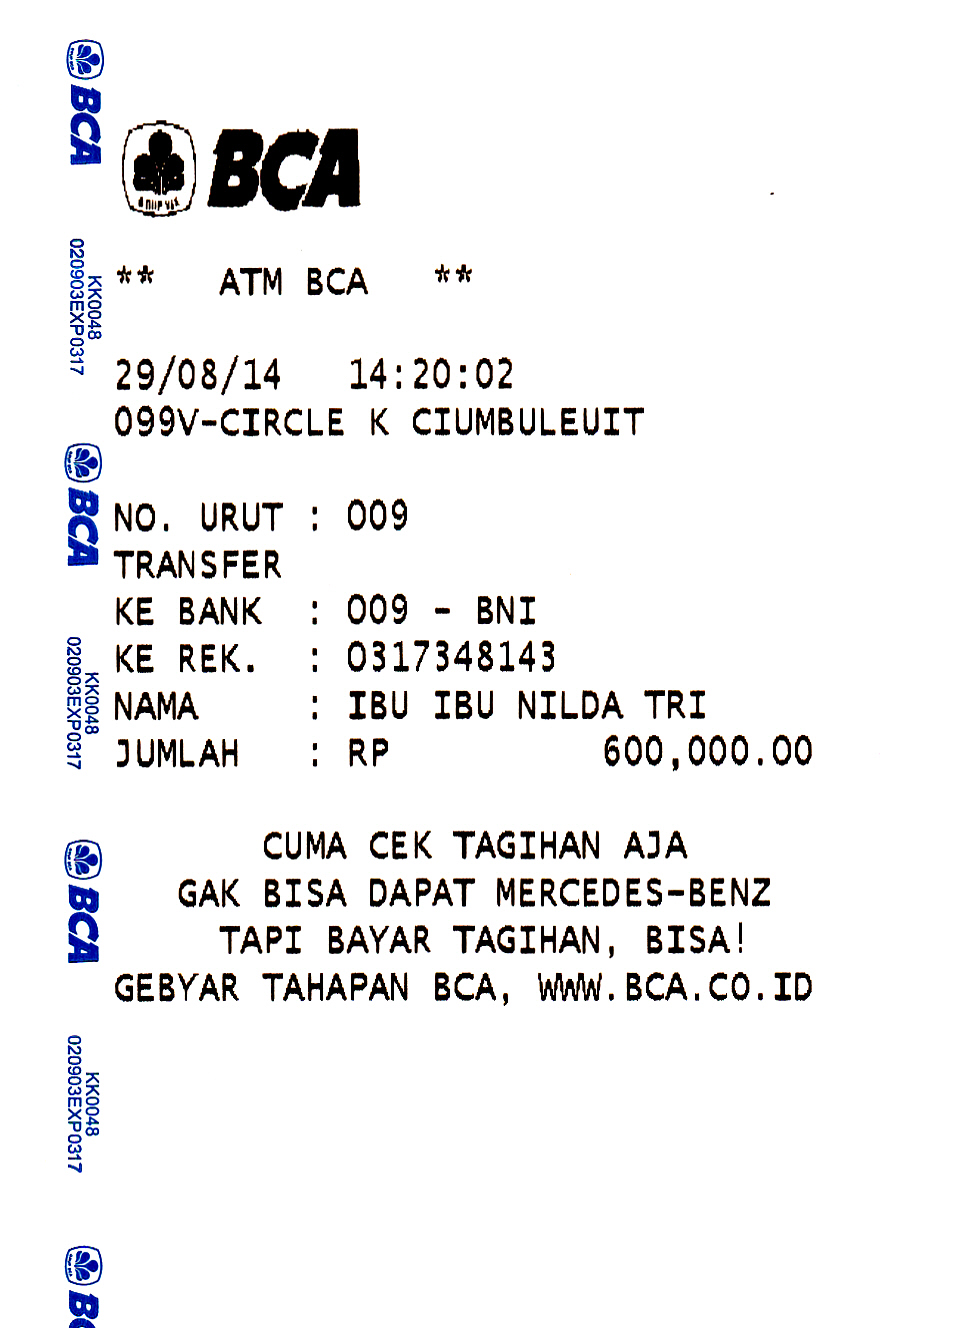 BCA
** ATM BCA **
29/08/14 14:20:02
099V-CIRCLE K CIUMBULEUIT
NO. URUT : 009
TRANSFER
KE BANK : 009 - BNI
KE REK. : 0317348143
NAMA : IBU IBU NILDA TRI
JUMLAH : RP 600,000.00
CUMA CEK TAGIHAN AJA
GAK BISA DAPAT MERCEDES-BENZ
TAPI BAYAR TAGIHAN, BISA!
GEBYAR TAHAPAN BCA, WWW.BCA.CO.ID
BCA
KK0048
020903EXP0317
BCA
KK0048
020903EXP0317
BCA
KK0048
020903EXP0317